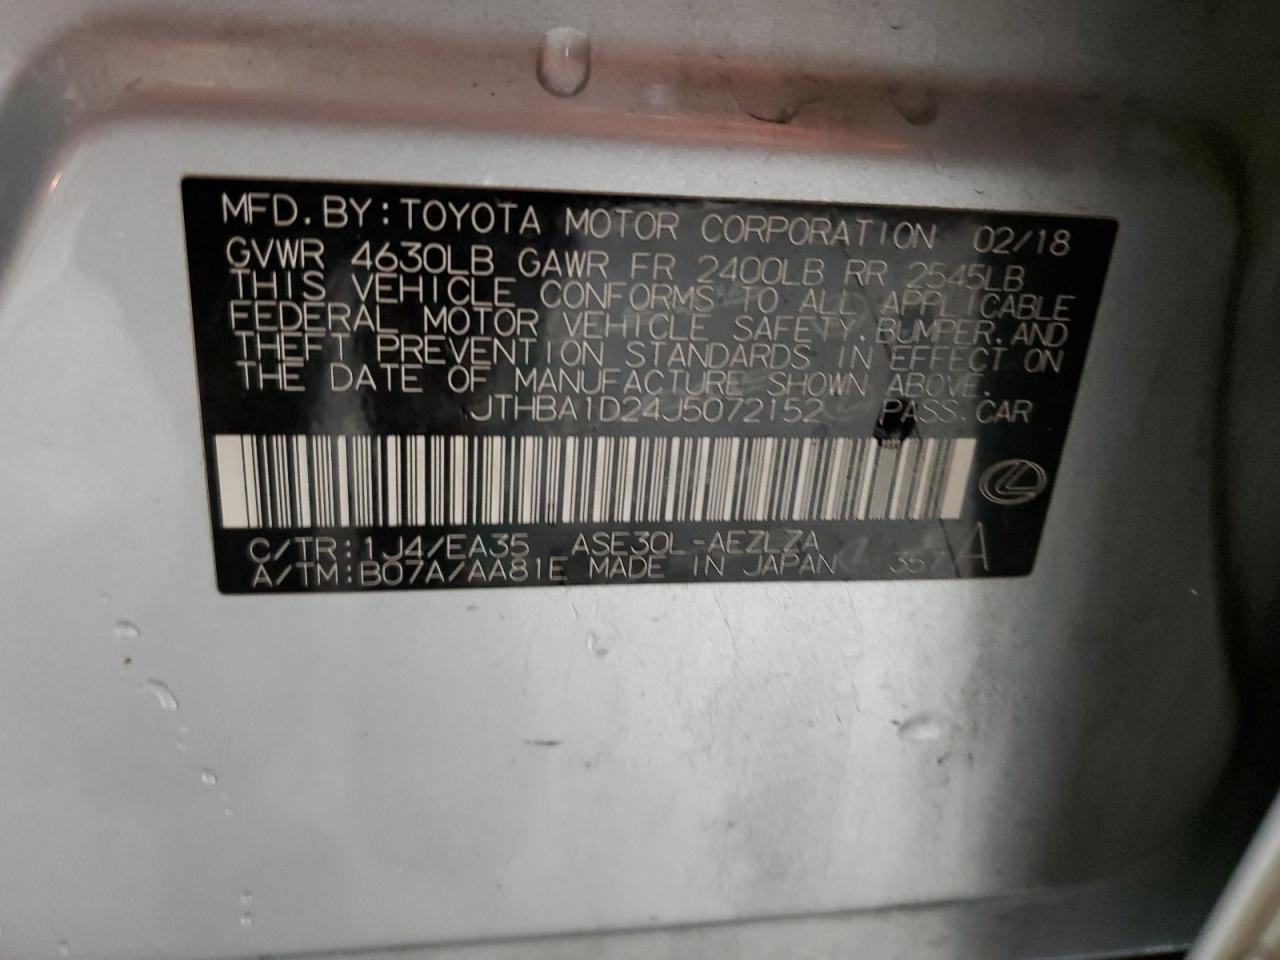 MFD. BY: TOYOTA MOTOR CORPORATION 02/18
GVWR 4630LB GAWR FR 2400LB RR 2545LB
THIS VEHICLE CONFORMS TO ALL APPLICABLE
FEDERAL MOTOR VEHICLE SAFETY, BUMPER, AND
THEFT PREVENTION STANDARDS IN EFFECT ON
THE DATE OF MANUFACTURE SHOWN ABOVE.
JTHBA1D24J5072152 PASS. CAR
C/TR: 1J4/EA35 ASE30L-AEZLZA
A/TM: B07A/AA81E MADE IN JAPAN 357 A